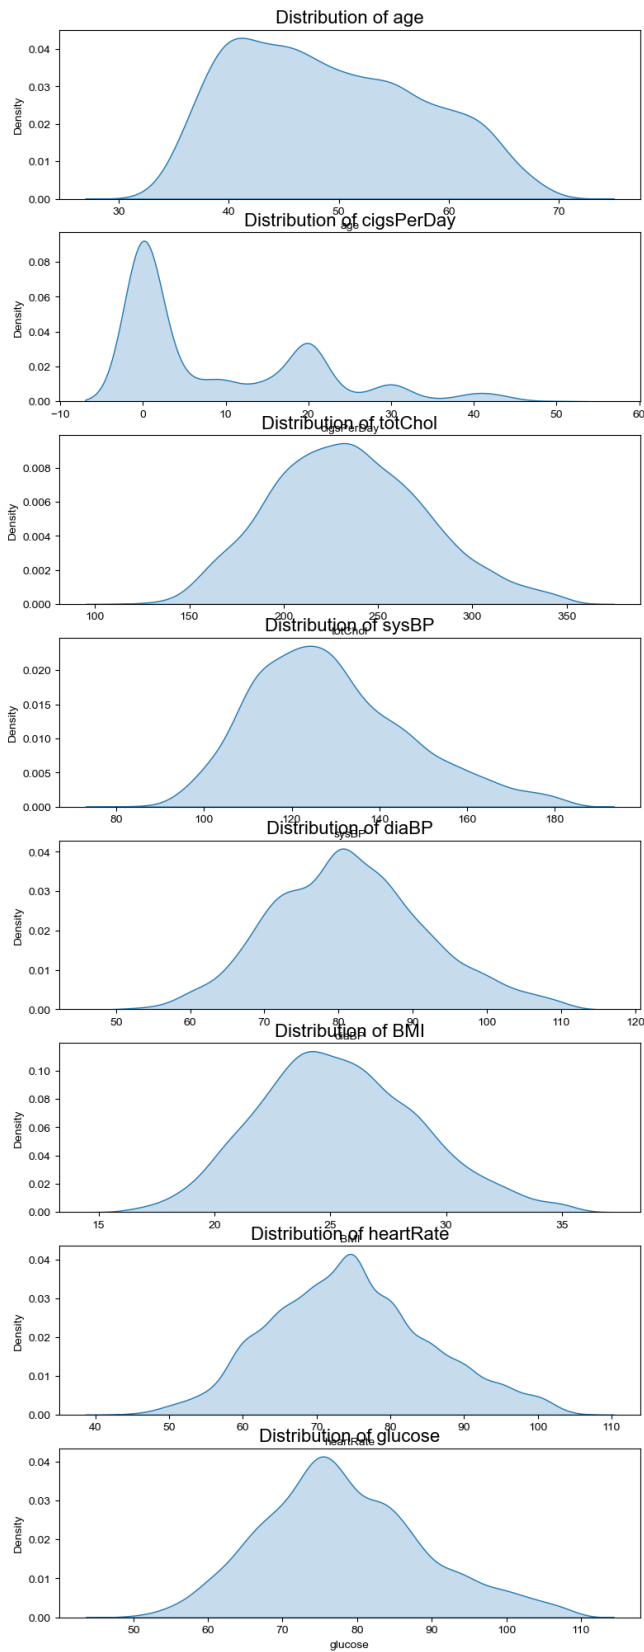 Distribution of age
0.04
0.03
0.02
0.01
0.00
Density
30 40 50 60 70
age
Distribution of cigsPerDay
0.08
0.06
0.04
0.02
0.00
Density
−10 0 10 20 30 40 50 60
cigsPerDay
Distribution of totChol
0.008
0.006
0.004
0.002
0.000
Density
100 150 200 250 300 350
totChol
Distribution of sysBP
0.020
0.015
0.010
0.005
0.000
Density
80 100 120 140 160 180
sysBP
Distribution of diaBP
0.04
0.03
0.02
0.01
0.00
Density
50 60 70 80 90 100 110 120
diaBP
Distribution of BMI
0.10
0.08
0.06
0.04
0.02
0.00
Density
15 20 25 30 35
BMI
Distribution of heartRate
0.04
0.03
0.02
0.01
0.00
Density
40 50 60 70 80 90 100 110
heartRate
Distribution of glucose
0.04
0.03
0.02
0.01
0.00
Density
50 60 70 80 90 100 110
glucose